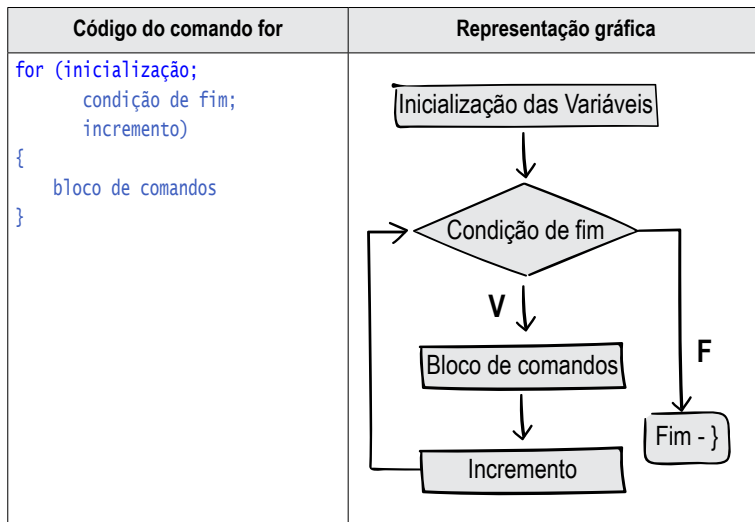 Código do comando for
Representação gráfica
for (inicialização;
condição de fim;
incremento)
{
bloco de comandos
}
Inicialização das Variáveis
Condição de fim
V
F
Bloco de comandos
Fim - }
Incremento